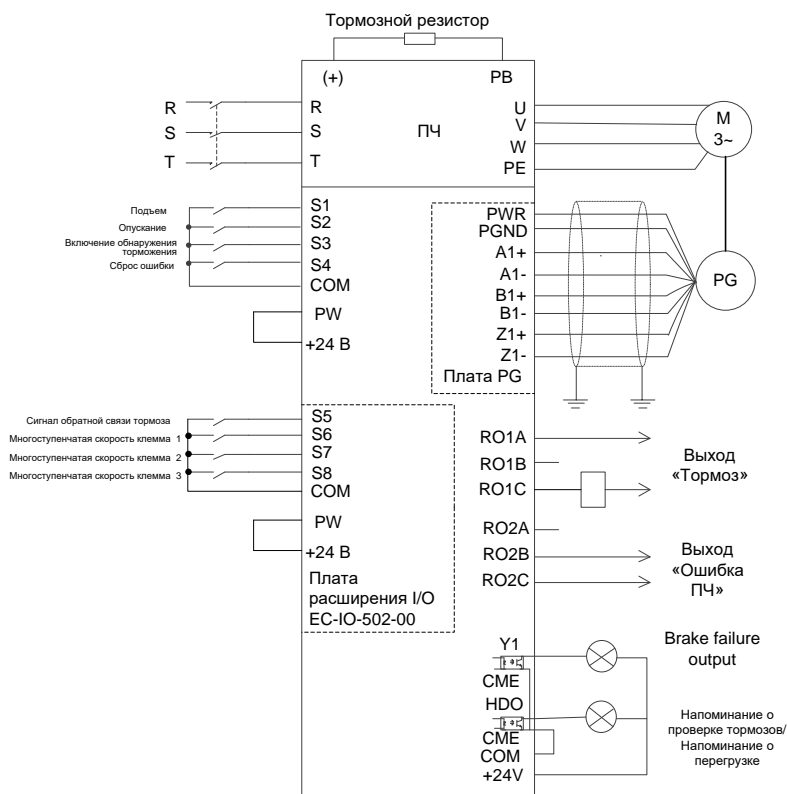 Тормозной резистор
(+)
PB
R
S
T
R
S
T
ПЧ
U
V
W
PE
M
3~
Подъем
Опускание
Включение обнаружения
торможения
Сброс ошибки
S1
S2
S3
S4
COM
PW
+24 В
PWR
PGND
A1+
A1-
B1+
B1-
Z1+
Z1-
Плата PG
PG
Сигнал обратной связи тормоза
Многоступенчатая скорость клемма 1
Многоступенчатая скорость клемма 2
Многоступенчатая скорость клемма 3
S5
S6
S7
S8
COM
PW
+24 В
Плата
расширения I/O
EC-IO-502-00
RO1A
RO1B
RO1C
Выход
«Тормоз»
RO2A
RO2B
RO2C
Выход
«Ошибка
ПЧ»
Y1
CME
HDO
CME
COM
+24V
Brake failure
output
Напоминание о
проверке тормозов/
Напоминание о
перегрузке